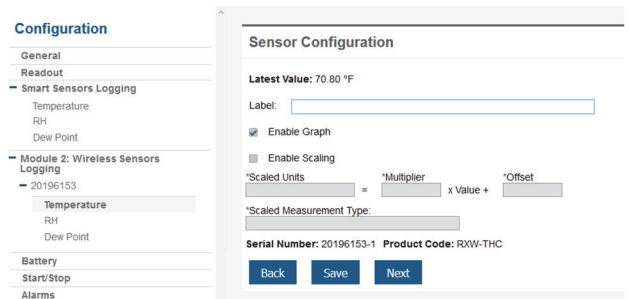 Configuration
General
Readout
Smart Sensors Logging
Temperature
RH
Dew Point
Module 2: Wireless Sensors
Logging
20196153
Temperature
RH
Dew Point
Battery
Start/Stop
Alarms
Sensor Configuration
Latest Value: 70.80 °F
Label:
Enable Graph
Enable Scaling
*Scaled Units *Multiplier *Offset
= x Value +
*Scaled Measurement Type:
Serial Number: 20196153-1 Product Code: RXW-THC
Back Save Next